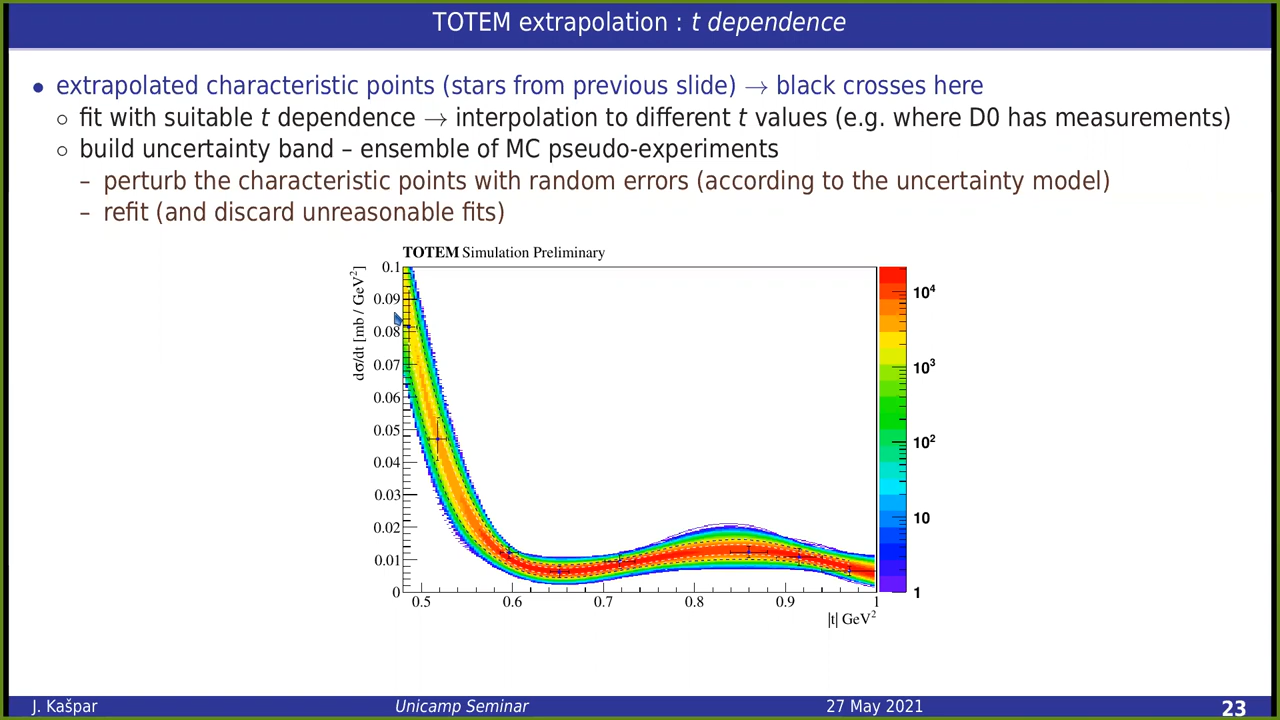 TOTEM extrapolation : t dependence
• extrapolated characteristic points (stars from previous slide) → black crosses here
○ fit with suitable t dependence → interpolation to different t values (e.g. where D0 has measurements)
○ build uncertainty band – ensemble of MC pseudo-experiments
– perturb the characteristic points with random errors (according to the uncertainty model)
– refit (and discard unreasonable fits)
TOTEM Simulation Preliminary
dσ/dt [mb / GeV²]
0.1
0.09
0.08
0.07
0.06
0.05
0.04
0.03
0.02
0.01
0
0.5 0.6 0.7 0.8 0.9 1
|t| GeV²
10⁴
10³
10²
10
1
J. Kašpar Unicamp Seminar 27 May 2021 23